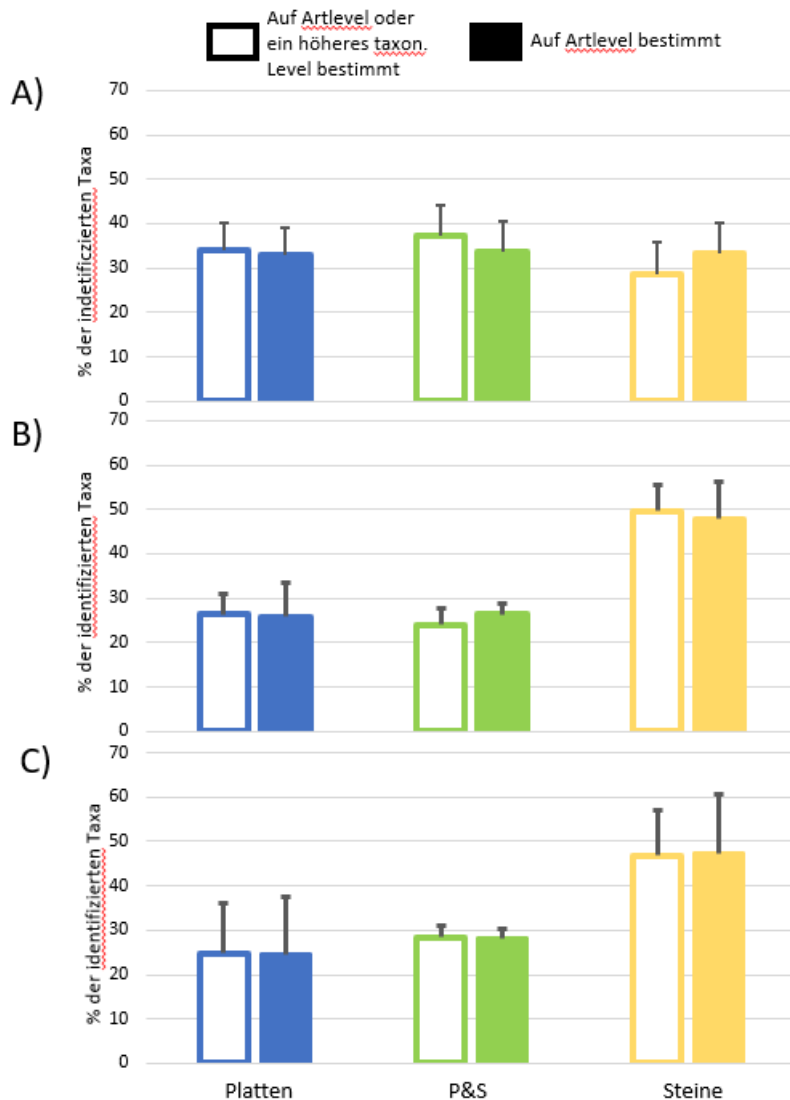 Auf Artlevel oder
ein höheres taxon.
Level bestimmt
Auf Artlevel bestimmt
A)
% der indetificzierten Taxa
70
60
50
40
30
20
10
0
B)
% der identifizierten Taxa
70
60
50
40
30
20
10
0
C)
% der identifizierten Taxa
70
60
50
40
30
20
10
0
Platten
P&S
Steine